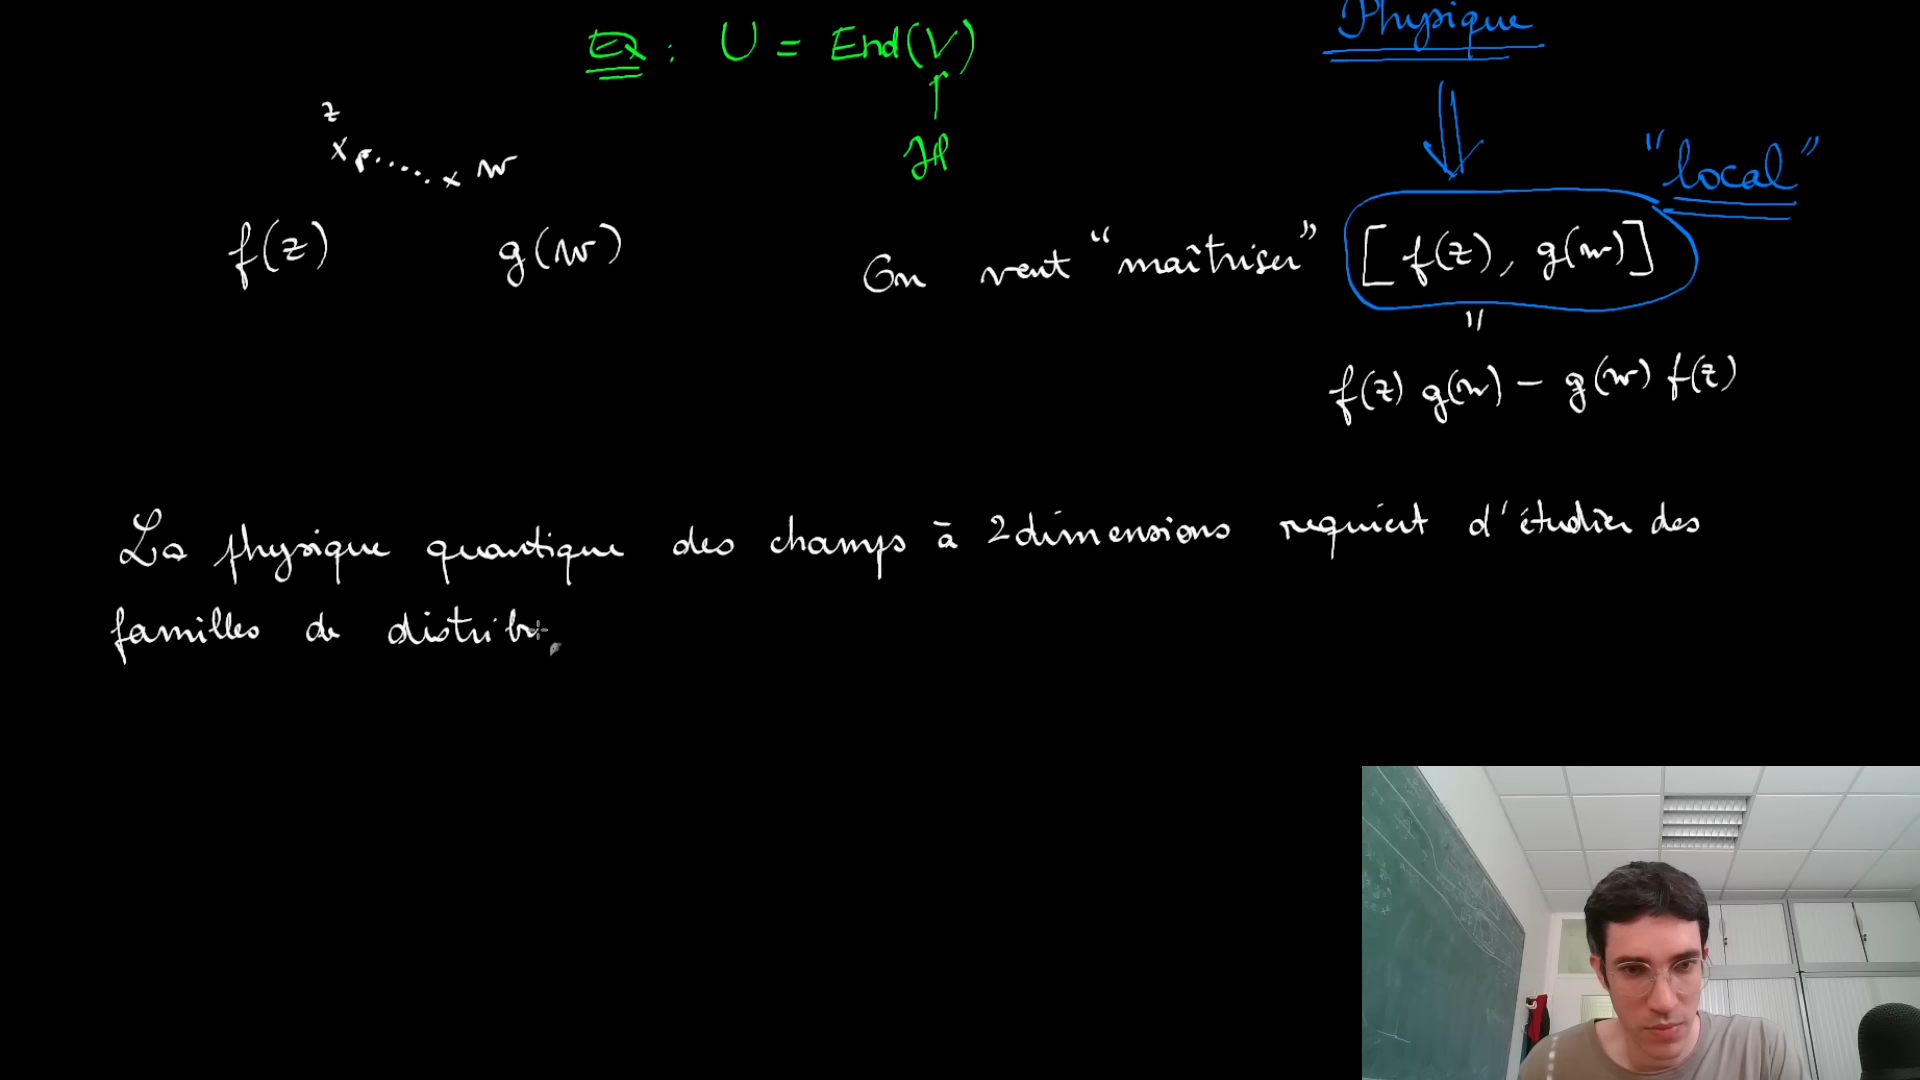 Physique
Ex : U = End(V)
↑
H
z
x ..... x w
"local"
f(z) g(w)
On veut "maîtriser" [f(z), g(w)]
=
f(z) g(w) - g(w) f(z)
La physique quantique des champs à 2 dimensions requiert d'étudier des
familles de distribu